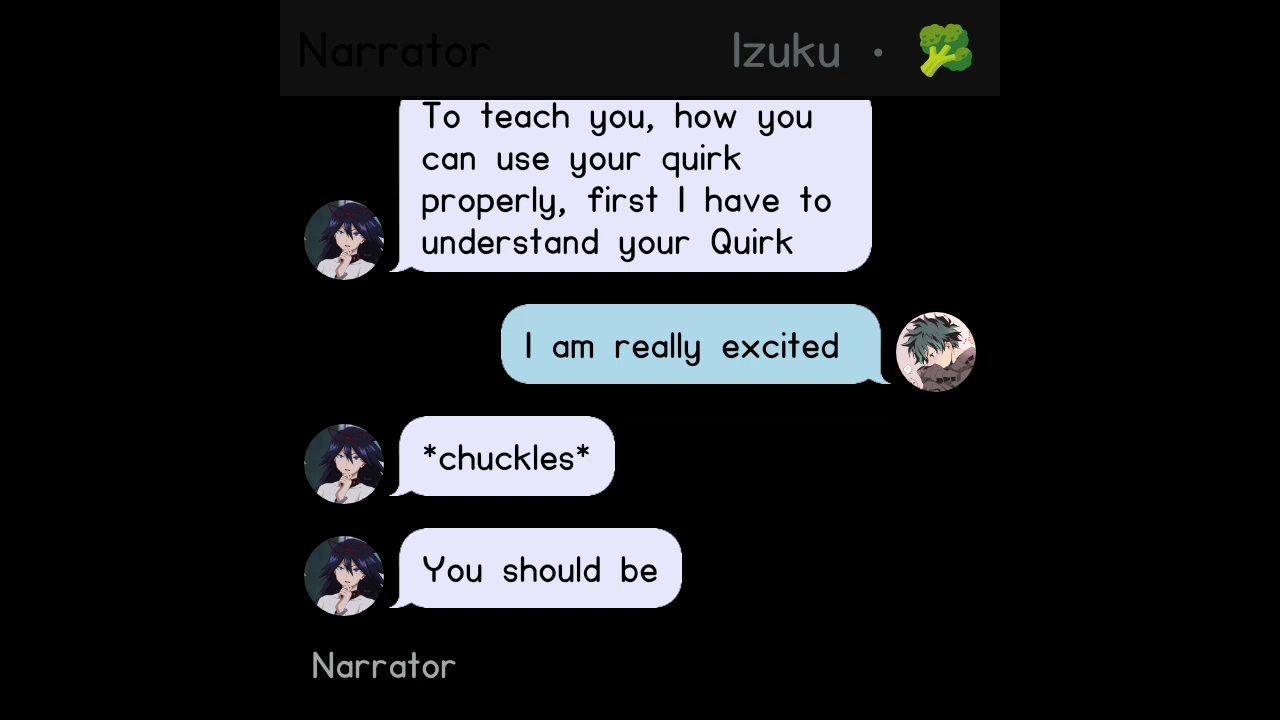 Narrator
Izuku •
To teach you, how you
can use your quirk
properly, first I have to
understand your Quirk
I am really excited
*chuckles*
You should be
Narrator